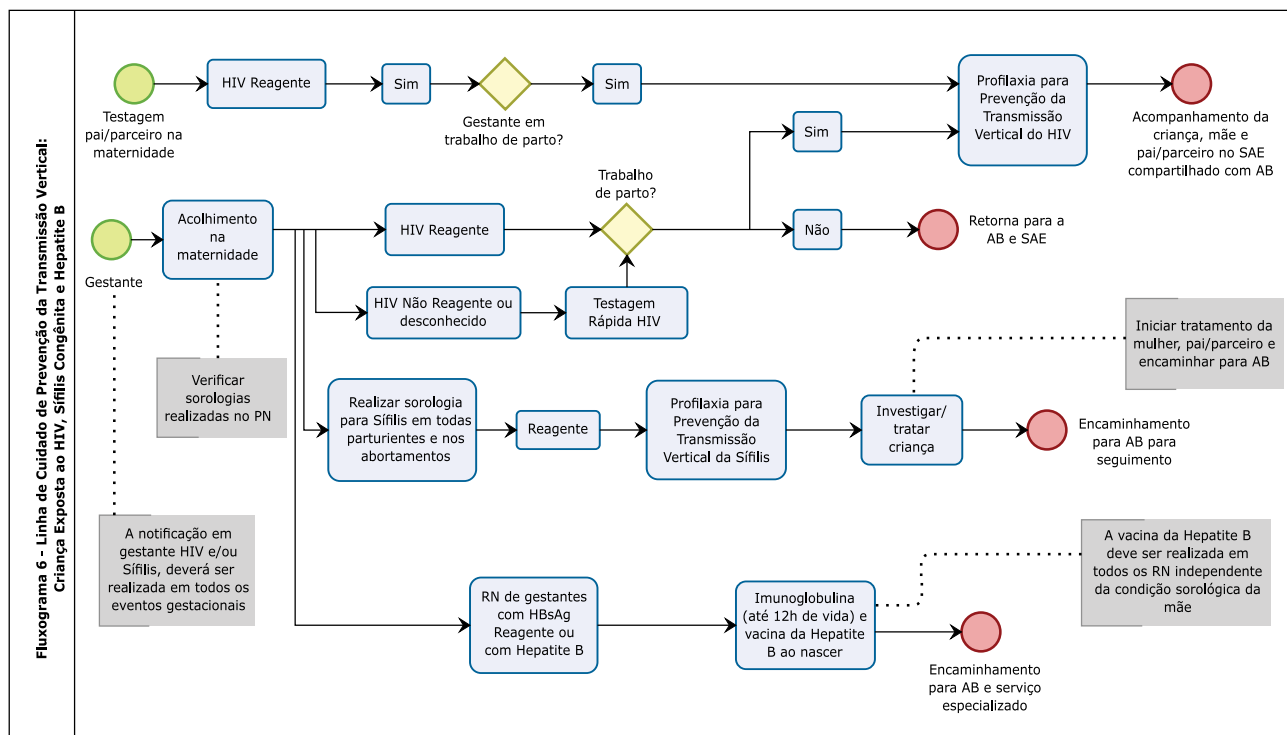 Fluxograma 6 - Linha de Cuidado de Prevenção da Transmissão Vertical:
Criança Exposta ao HIV, Sífilis Congênita e Hepatite B
Testagem
pai/parceiro na
maternidade
HIV Reagente
Sim
Gestante em
trabalho de parto?
Sim
Profilaxia para
Prevenção da
Transmissão
Vertical do HIV
Acompanhamento da
criança, mãe e
pai/parceiro no SAE
compartilhado com AB
Gestante
Acolhimento
na
maternidade
HIV Reagente
Trabalho
de parto?
Sim
Não
Retorna para a
AB e SAE
HIV Não Reagente ou
desconhecido
Testagem
Rápida HIV
Verificar
sorologias
realizadas no PN
Iniciar tratamento da
mulher, pai/parceiro e
encaminhar para AB
Realizar sorologia
para Sífilis em todas
parturientes e nos
abortamentos
Reagente
Profilaxia para
Prevenção da
Transmissão
Vertical da Sífilis
Investigar/
tratar
criança
Encaminhamento
para AB para
seguimento
A notificação em
gestante HIV e/ou
Sífilis, deverá ser
realizada em todos os
eventos gestacionais
A vacina da Hepatite B
deve ser realizada em
todos os RN independente
da condição sorológica da
mãe
RN de gestantes
com HBsAg
Reagente ou
com Hepatite B
Imunoglobulina
(até 12h de vida) e
vacina da Hepatite
B ao nascer
Encaminhamento
para AB e serviço
especializado